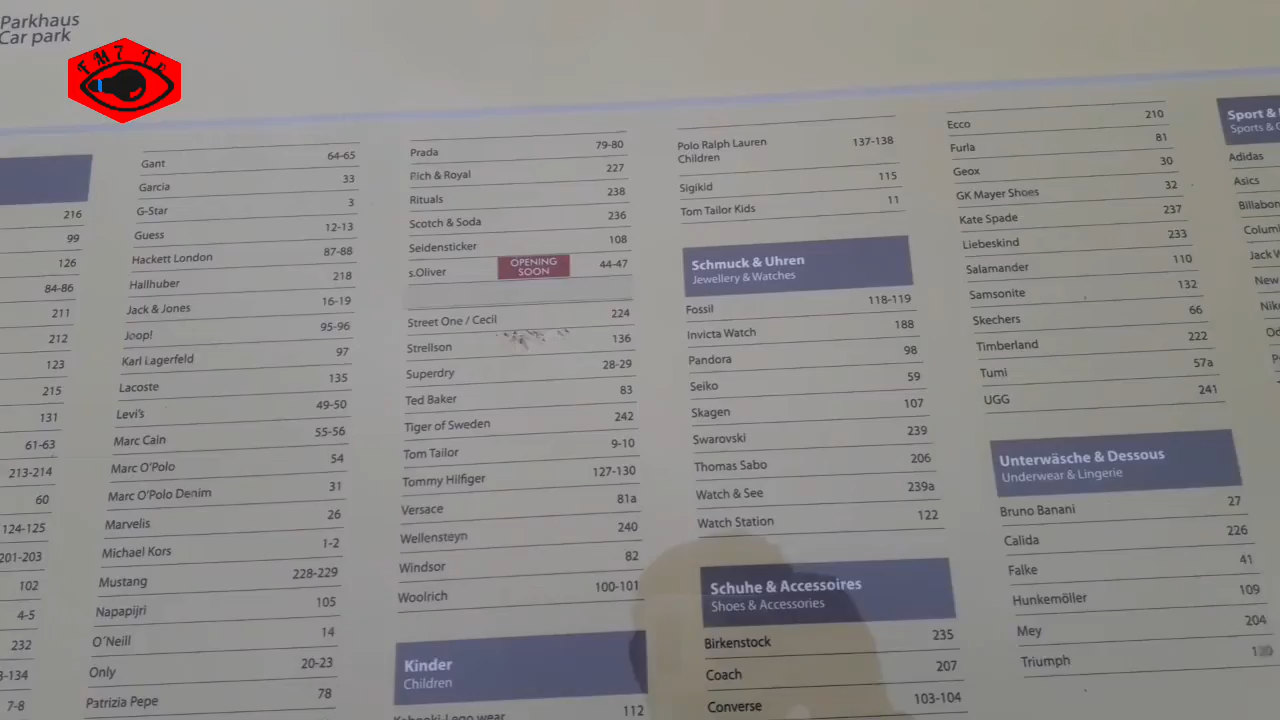 Parkhaus
Car park
FM7 Tv
216
99
126
84-86
211
212
123
215
131
61-63
213-214
60
124-125
201-203
102
4-5
232
3-134
7-8
Gant 64-65
Garcia 33
G-Star 3
Guess 12-13
Hackett London 87-88
Hallhuber 218
Jack & Jones 16-19
Joop! 95-96
Karl Lagerfeld 97
Lacoste 135
Levi's 49-50
Marc Cain 55-56
Marc O'Polo 54
Marc O'Polo Denim 31
Marvelis 26
Michael Kors 1-2
Mustang 228-229
Napapijri 105
O´Neill 14
Only 20-23
Patrizia Pepe 78
Prada 79-80
Rich & Royal 227
Rituals 238
Scotch & Soda 236
Seidensticker 108
s.Oliver OPENING SOON 44-47
Street One / Cecil 224
Strellson 136
Superdry 28-29
Ted Baker 83
Tiger of Sweden 242
Tom Tailor 9-10
Tommy Hilfiger 127-130
Versace 81a
Wellensteyn 240
Windsor 82
Woolrich 100-101
Kinder
Children
112
Polo Ralph Lauren
Children 137-138
Sigikid 115
Tom Tailor Kids 11
Schmuck & Uhren
Jewellery & Watches
Fossil 118-119
Invicta Watch 188
Pandora 98
Seiko 59
Skagen 107
Swarovski 239
Thomas Sabo 206
Watch & See 239a
Watch Station 122
Schuhe & Accessoires
Shoes & Accessories
Birkenstock 235
Coach 207
Converse 103-104
Ecco 210
Furla 81
Geox 30
GK Mayer Shoes 32
Kate Spade 237
Liebeskind 233
Salamander 110
Samsonite 132
Skechers 66
Timberland 222
Tumi 57a
UGG 241
Unterwäsche & Dessous
Underwear & Lingerie
Bruno Banani 27
Calida 226
Falke 41
Hunkemöller 109
Mey 204
Triumph
Sport &
Sports &
Adidas
Asics
Billabon
Colum
Jack W
New
Nik